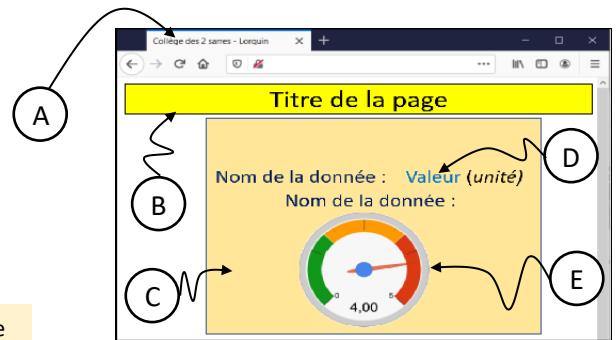 Collège des 2 sarres - Lorquin
A
Titre de la page
B
D
Nom de la donnée : Valeur (unité)
Nom de la donnée :
C
E
0
5
4,00
e